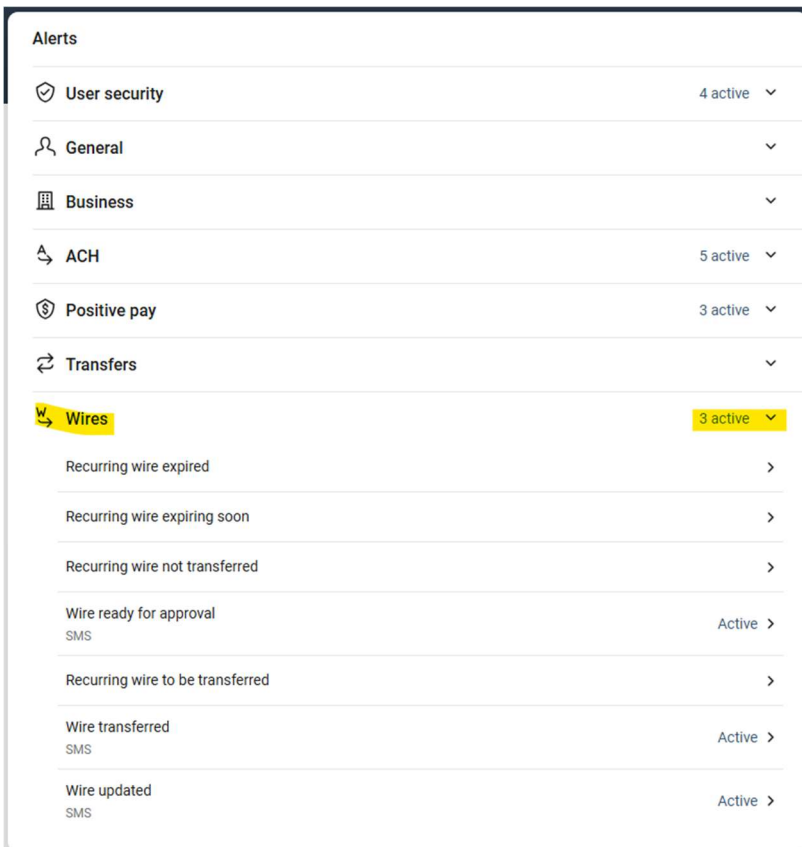 Alerts
User security 4 active
General
Business
A ACH 5 active
$ Positive pay 3 active
Transfers
W Wires 3 active
Recurring wire expired
Recurring wire expiring soon
Recurring wire not transferred
Wire ready for approval
SMS
Active
Recurring wire to be transferred
Wire transferred
SMS
Active
Wire updated
SMS
Active